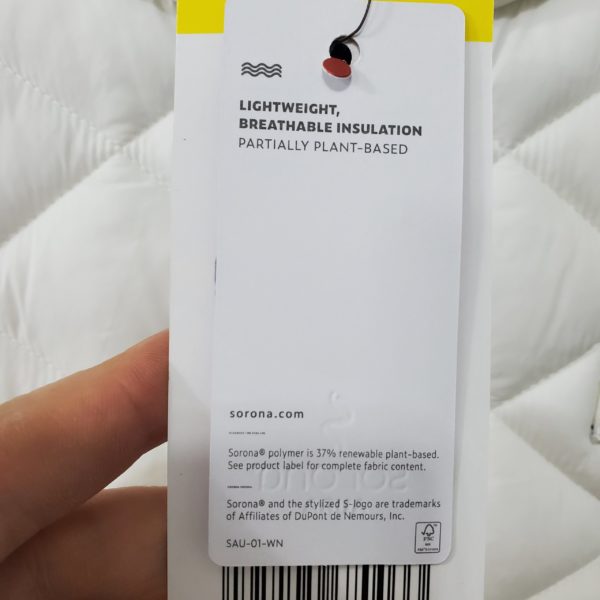 LIGHTWEIGHT,
BREATHABLE INSULATION
PARTIALLY PLANT-BASED
sorona.com
Sorona® polymer is 37% renewable plant-based.
See product label for complete fabric content.
Sorona® and the stylized S-logo are trademarks
of Affiliates of DuPont de Nemours, Inc.
SAU-01-WN
FSC